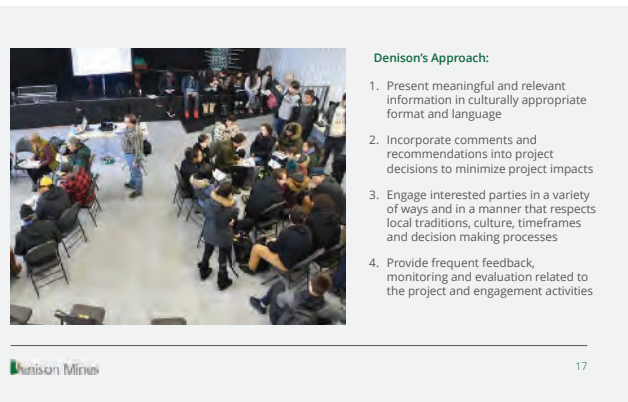 Denison's Approach:
1. Present meaningful and relevant
information in culturally appropriate
format and language
2. Incorporate comments and
recommendations into project
decisions to minimize project impacts
3. Engage interested parties in a variety
of ways and in a manner that respects
local traditions, culture, timeframes
and decision making processes
4. Provide frequent feedback,
monitoring and evaluation related to
the project and engagement activities
Denison Mines
17